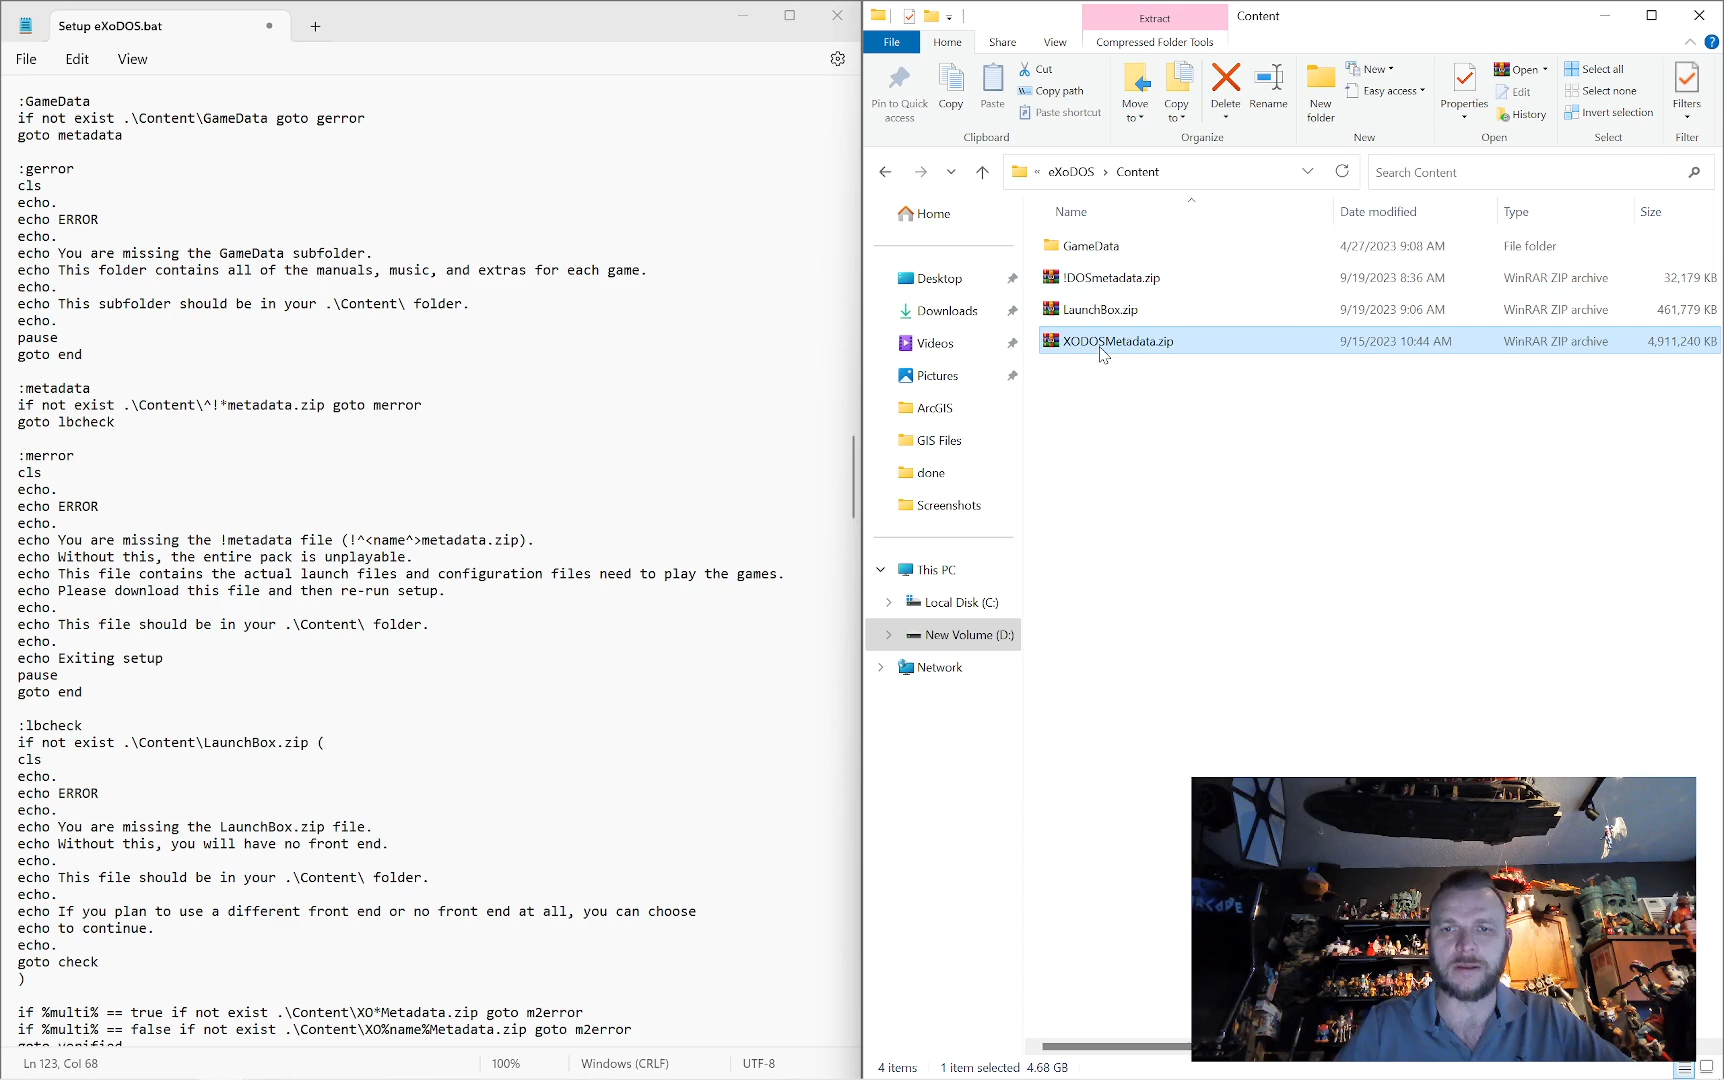 Setup eXoDOS.bat
File Edit View
:GameData
if not exist .\Content\GameData goto gerror
goto metadata
:gerror
cls
echo.
echo ERROR
echo.
echo You are missing the GameData subfolder.
echo This folder contains all of the manuals, music, and extras for each game.
echo.
echo This subfolder should be in your .\Content\ folder.
echo.
pause
goto end
:metadata
if not exist .\Content\^!*metadata.zip goto merror
goto lbcheck
:merror
cls
echo.
echo ERROR
echo.
echo You are missing the !metadata file (!^<name^>metadata.zip).
echo Without this, the entire pack is unplayable.
echo This file contains the actual launch files and configuration files need to play the games.
echo Please download this file and then re-run setup.
echo.
echo This file should be in your .\Content\ folder.
echo.
echo Exiting setup
pause
goto end
:lbcheck
if not exist .\Content\LaunchBox.zip (
cls
echo.
echo ERROR
echo.
echo You are missing the LaunchBox.zip file.
echo Without this, you will have no front end.
echo.
echo This file should be in your .\Content\ folder.
echo.
echo If you plan to use a different front end or no front end at all, you can choose
echo to continue.
echo.
goto check
)
if %multi% == true if not exist .\Content\XO*Metadata.zip goto m2error
if %multi% == false if not exist .\Content\XO%name%Metadata.zip goto m2error
goto verified
Ln 123, Col 68 100% Windows (CRLF) UTF-8
Extract Content
File Home Share View Compressed Folder Tools
Pin to Quick access
Copy
Paste
Cut
Copy path
Paste shortcut
Clipboard
Move to
Copy to
Delete
Rename
Organize
New folder
New
Easy access
New
Properties
Open
Edit
History
Open
Select all
Select none
Invert selection
Select
Filters
Filter
« eXoDOS › Content
Search Content
Home
Desktop
Downloads
Videos
Pictures
ArcGIS
GIS Files
done
Screenshots
This PC
Local Disk (C:)
New Volume (D:)
Network
Name Date modified Type Size
GameData 4/27/2023 9:08 AM File folder
!DOSmetadata.zip 9/19/2023 8:36 AM WinRAR ZIP archive 32,179 KB
LaunchBox.zip 9/19/2023 9:06 AM WinRAR ZIP archive 461,779 KB
XODOSMetadata.zip 9/15/2023 10:44 AM WinRAR ZIP archive 4,911,240 KB
4 items 1 item selected 4.68 GB